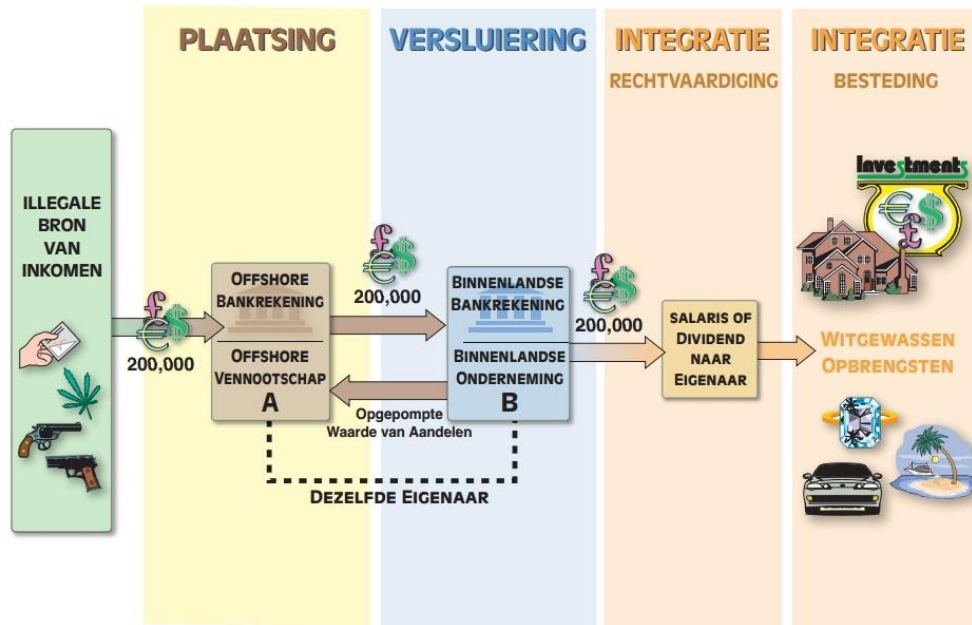 PLAATSING
VERSLUIERING
INTEGRATIE
RECHTVAARDIGING
INTEGRATIE
BESTEDING
ILLEGALE
BRON
VAN
INKOMEN
£
€$
200,000
OFFSHORE
BANKREKENING
OFFSHORE
VENNOOTSCHAP
A
£
€$
200,000
Opgepompte
Waarde van Aandelen
BINNENLANDSE
BANKREKENING
BINNENLANDSE
ONDERNEMING
B
DEZELFDE EIGENAAR
£
€$
200,000
SALARIS OF
DIVIDEND
NAAR
EIGENAAR
Investments
€$
£
WITGEWASSEN
OPBRENGSTEN